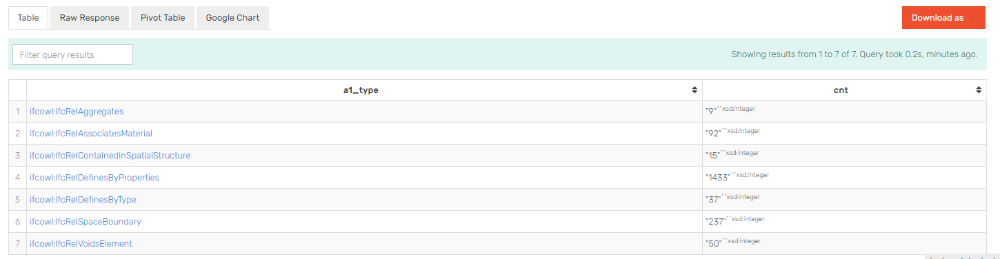 Table Raw Response Pivot Table Google Chart Download as
Filter query results Showing results from 1 to 7 of 7. Query took 0.2s, minutes ago.
a1_type cnt
1 ifcowl:IfcRelAggregates "9"^^xsd:integer
2 ifcowl:IfcRelAssociatesMaterial "92"^^xsd:integer
3 ifcowl:IfcRelContainedInSpatialStructure "15"^^xsd:integer
4 ifcowl:IfcRelDefinesByProperties "1433"^^xsd:integer
5 ifcowl:IfcRelDefinesByType "37"^^xsd:integer
6 ifcowl:IfcRelSpaceBoundary "237"^^xsd:integer
7 ifcowl:IfcRelVoidsElement "50"^^xsd:integer